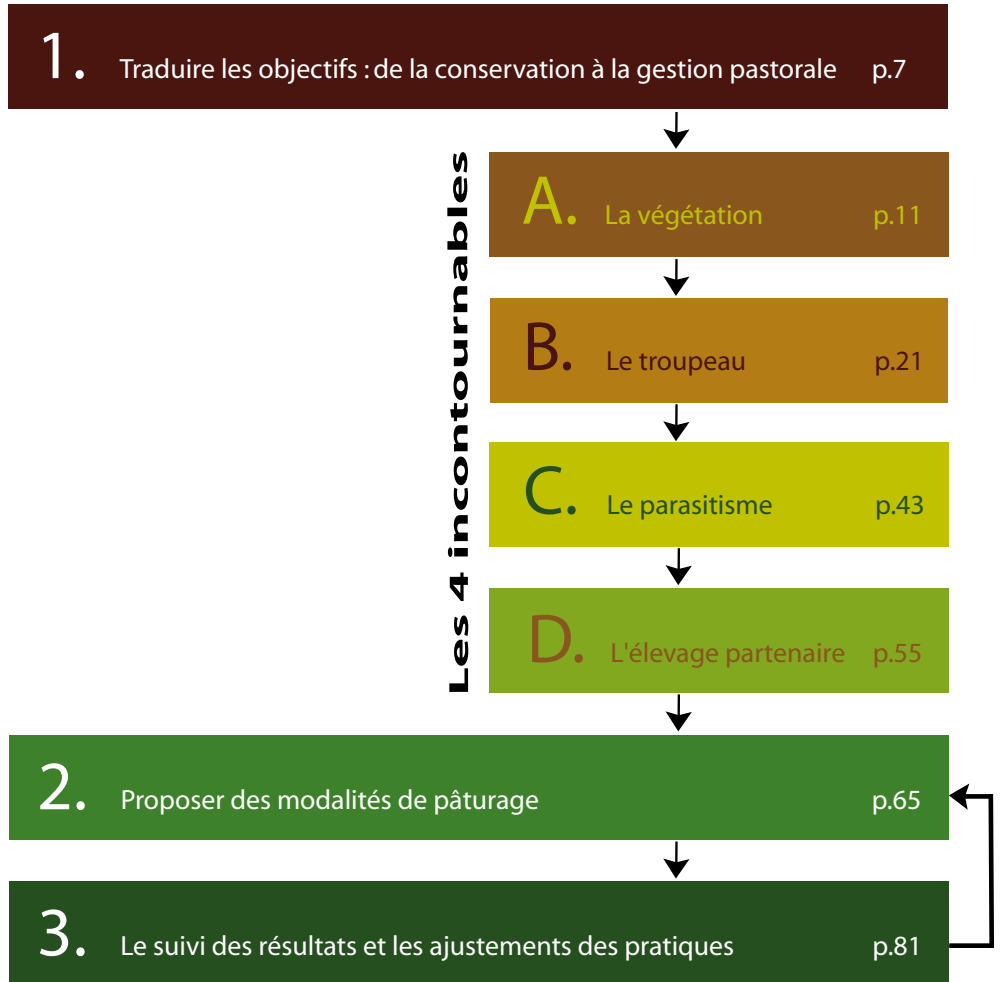 1. Traduire les objectifs : de la conservation à la gestion pastorale p.7
Les 4 incontournables
A. La végétation p.11
B. Le troupeau p.21
C. Le parasitisme p.43
D. L'élevage partenaire p.55
2. Proposer des modalités de pâturage p.65
3. Le suivi des résultats et les ajustements des pratiques p.81